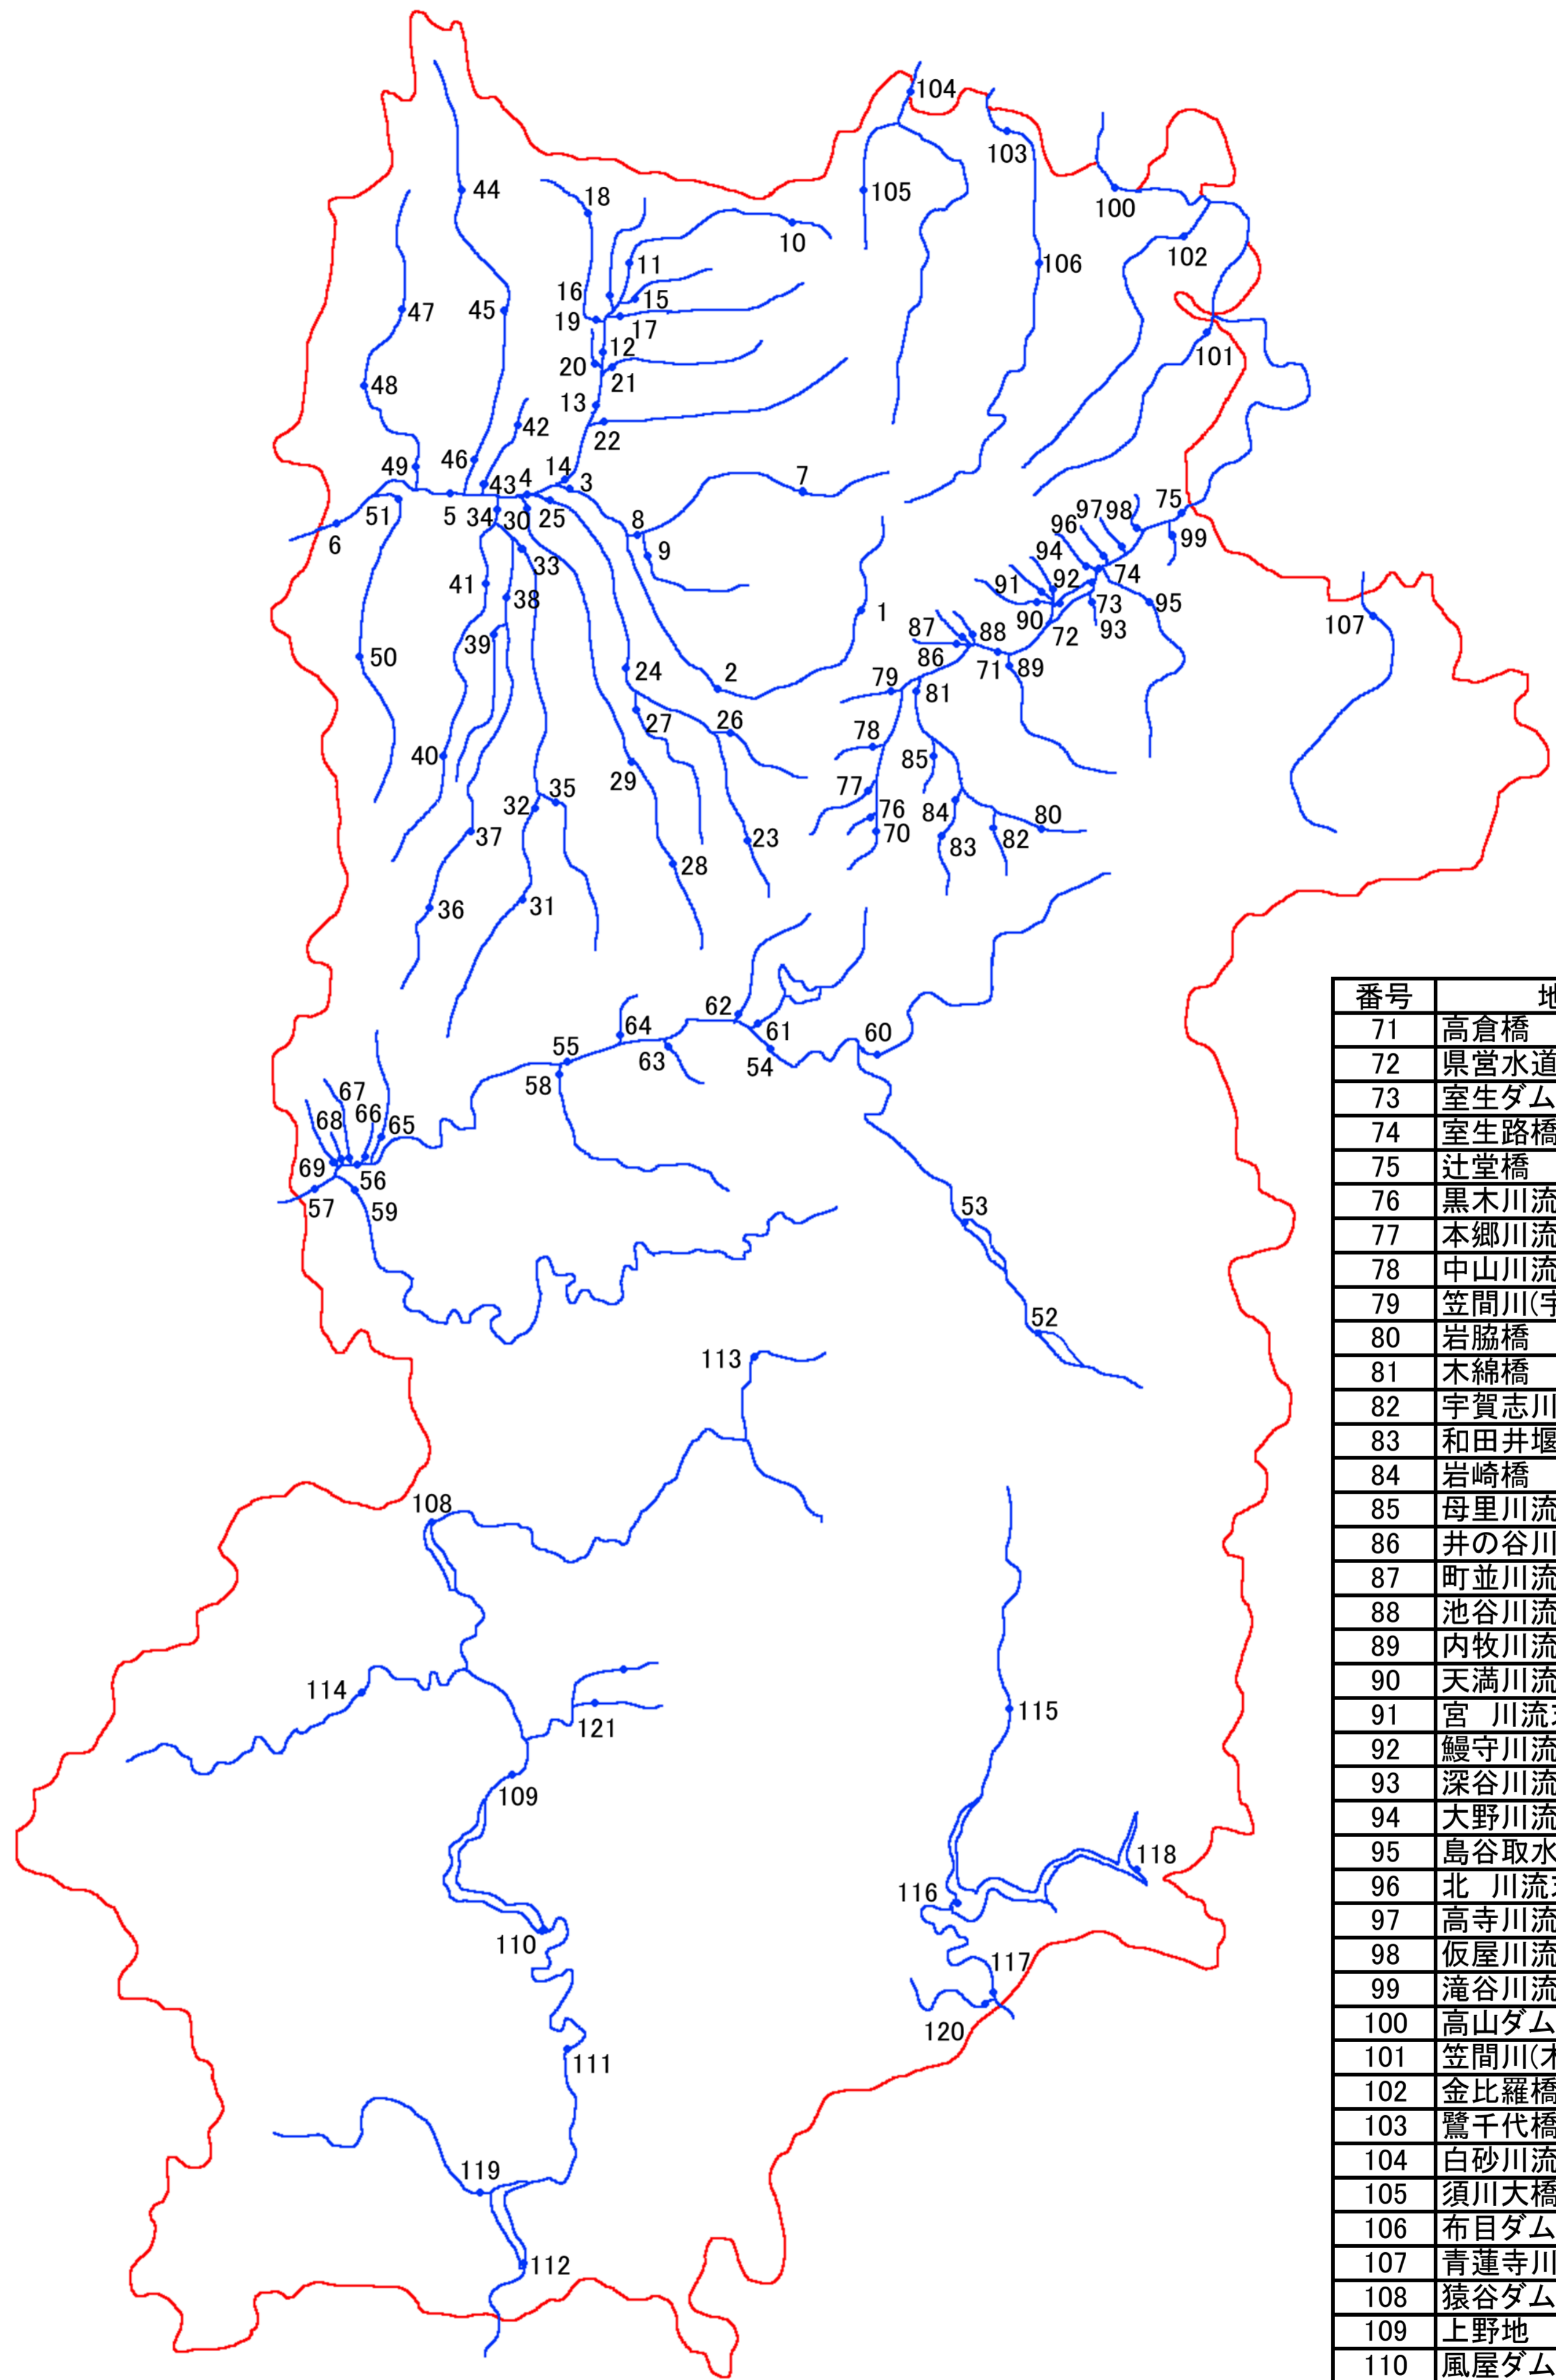 104
103
44
18
105
100
10
102
11
106
16
15
47
45
19
17
12
101
20
21
48
13
42
22
46
14
7
49
4
3
43
97
98
75
51
5
34
30
25
8
96
6
9
99
33
94
74
41
91
92
38
95
1
90
73
107
93
39
87
88
72
50
86
71
89
24
2
79
81
27
26
78
40
85
29
77
35
32
76
84
80
37
70
23
83
82
28
36
31
62
64
61
60
55
63
54
58
67
66
68
65
69
56
57
59
53
52
113
108
114
115
121
109
118
116
110
117
120
111
119
112
番号 地
71 高倉橋
72 県営水道
73 室生ダム
74 室生路橋
75 辻堂橋
76 黒木川流
77 本郷川流
78 中山川流
79 笠間川(宇
80 岩脇橋
81 木綿橋
82 宇賀志川
83 和田井堰
84 岩崎橋
85 母里川流
86 井の谷川
87 町並川流
88 池谷川流
89 内牧川流
90 天満川流
91 宮 川流
92 鰻守川流
93 深谷川流
94 大野川流
95 島谷取水
96 北 川流
97 高寺川流
98 仮屋川流
99 滝谷川流
100 高山ダム
101 笠間川(木
102 金比羅橋
103 鷺千代橋
104 白砂川流
105 須川大橋
106 布目ダム
107 青蓮寺川
108 猿谷ダム
109 上野地
110 風屋ダム